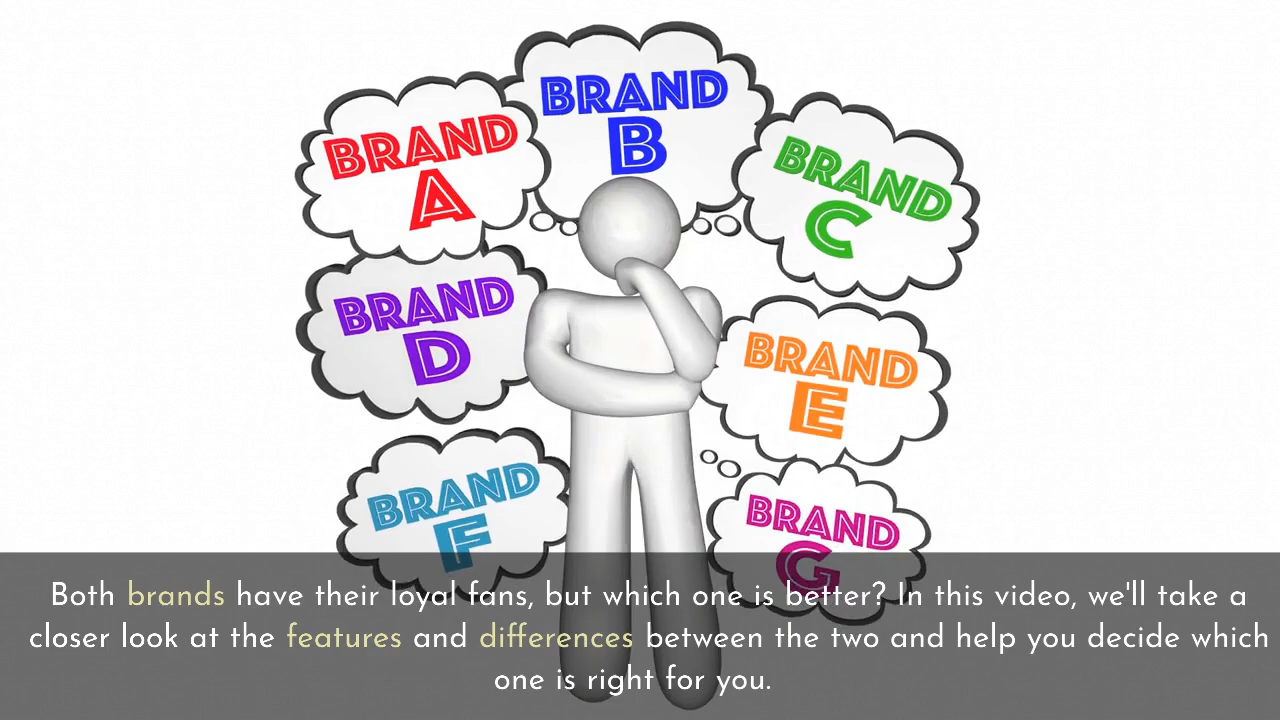 BRAND
B
BRAND
A
BRAND
C
BRAND
D
BRAND
E
BRAND
F
BRAND
G
Both brands have their loyal fans, but which one is better? In this video, we'll take a
closer look at the features and differences between the two and help you decide which
one is right for you.